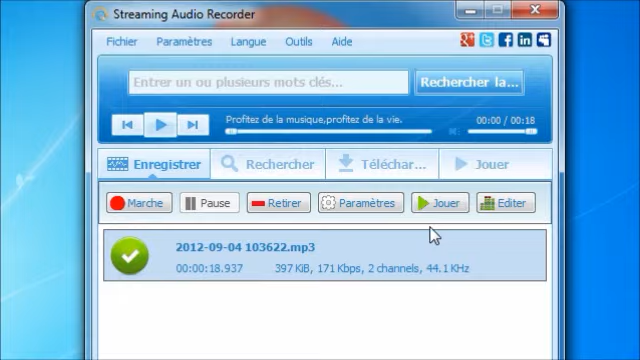 Streaming Audio Recorder
Fichier Paramètres Langue Outils Aide
Entrer un ou plusieurs mots clés... Rechercher la...
Profitez de la musique,profitez de la vie. 00:00 / 00:18
Enregistrer Rechercher Téléchar... Jouer
Marche Pause Retirer Paramètres Jouer Editer
2012-09-04 103622.mp3
00:00:18.937 397 KiB, 171 Kbps, 2 channels, 44.1 KHz